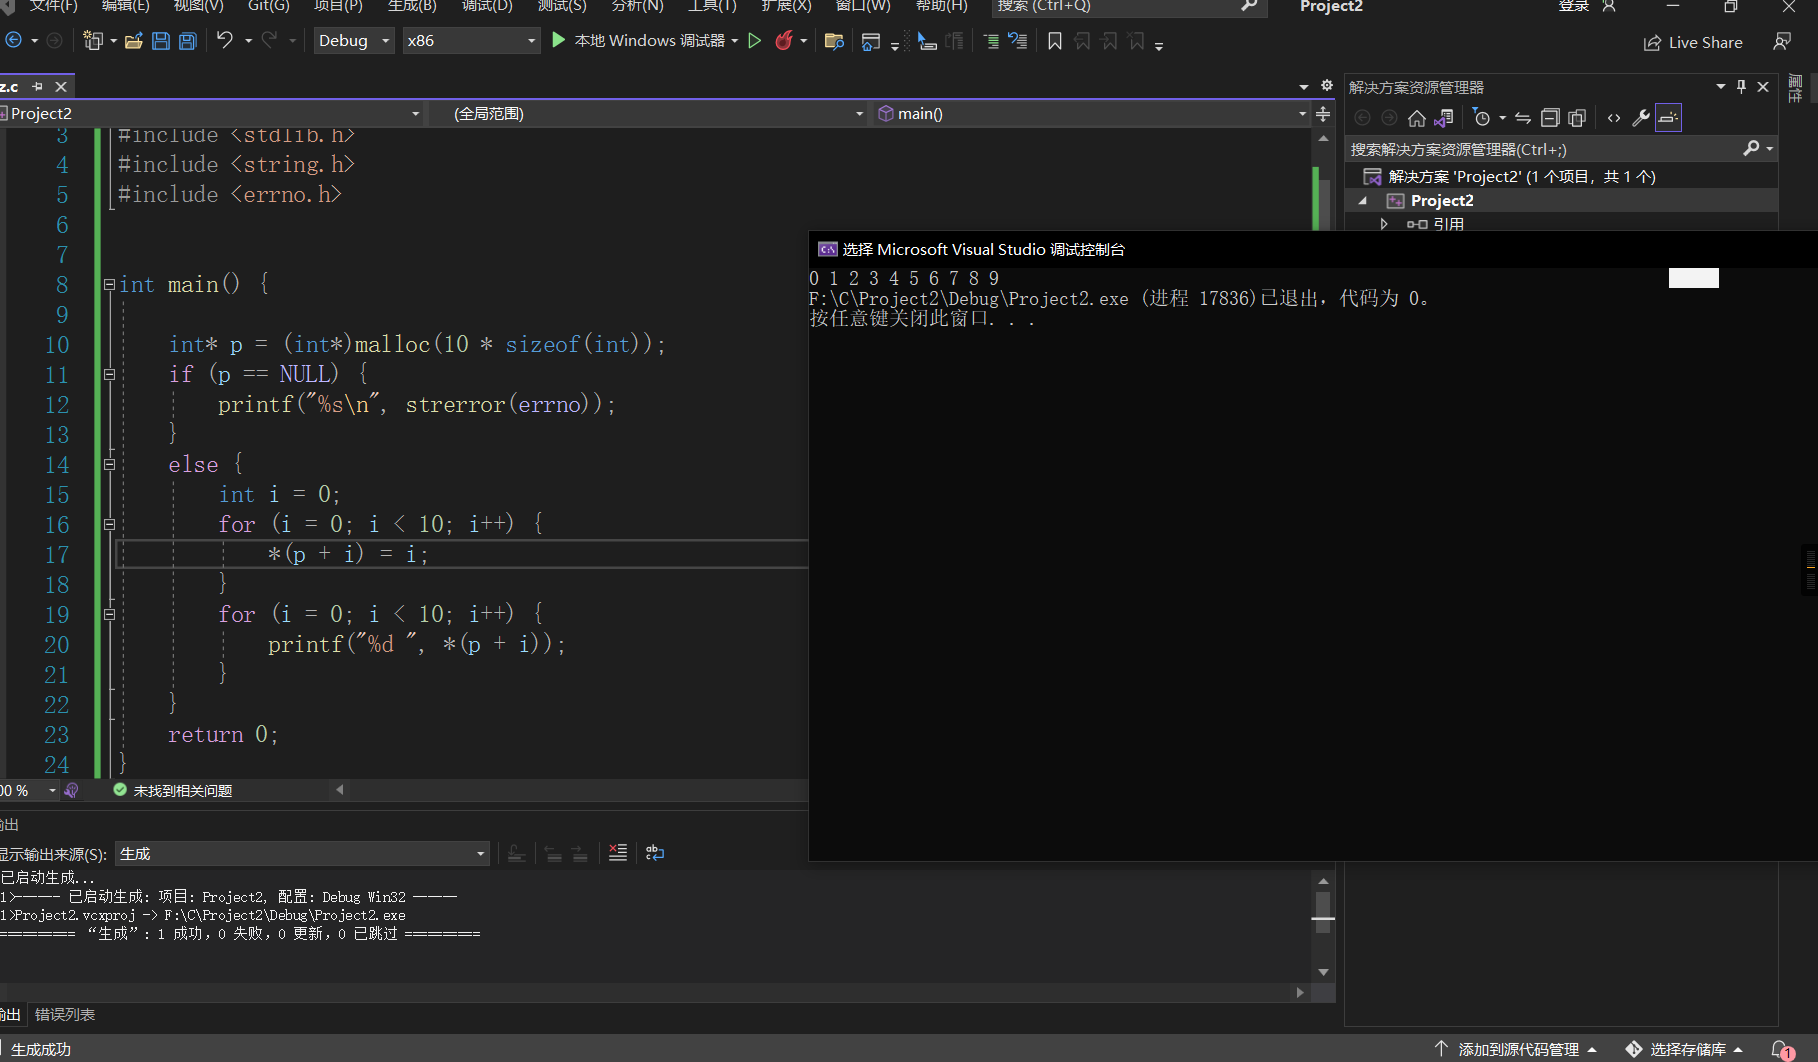 文件(F) 编辑(E) 视图(V) Git(G) 项目(P) 生成(B) 调试(D) 测试(S) 分析(N) 工具(T) 扩展(X) 窗口(W) 帮助(H) 搜索 (Ctrl+Q) Project2 登录
Debug x86 本地 Windows 调试器 Live Share
z.c
Project2 (全局范围) main()
3 #include <stdlib.h>
4 #include <string.h>
5 #include <errno.h>
6
7
8 int main() {
9
10 int* p = (int*)malloc(10 * sizeof(int));
11 if (p == NULL) {
12 printf("%s\n", strerror(errno));
13 }
14 else {
15 int i = 0;
16 for (i = 0; i < 10; i++) {
17 *(p + i) = i;
18 }
19 for (i = 0; i < 10; i++) {
20 printf("%d ", *(p + i));
21 }
22 }
23 return 0;
24 }
00 % 未找到相关问题
解决方案资源管理器
搜索解决方案资源管理器(Ctrl+;)
解决方案 'Project2' (1 个项目，共 1 个)
Project2
引用
属性
选择 Microsoft Visual Studio 调试控制台
0 1 2 3 4 5 6 7 8 9
F:\C\Project2\Debug\Project2.exe (进程 17836)已退出，代码为 0。
按任意键关闭此窗口. . .
输出
显示输出来源(S): 生成
已启动生成...
1>------ 已启动生成: 项目: Project2, 配置: Debug Win32 ------
1>Project2.vcxproj -> F:\C\Project2\Debug\Project2.exe
========== “生成”: 1 成功，0 失败，0 更新，0 已跳过 ==========
输出 错误列表
生成成功 添加到源代码管理 选择存储库 1